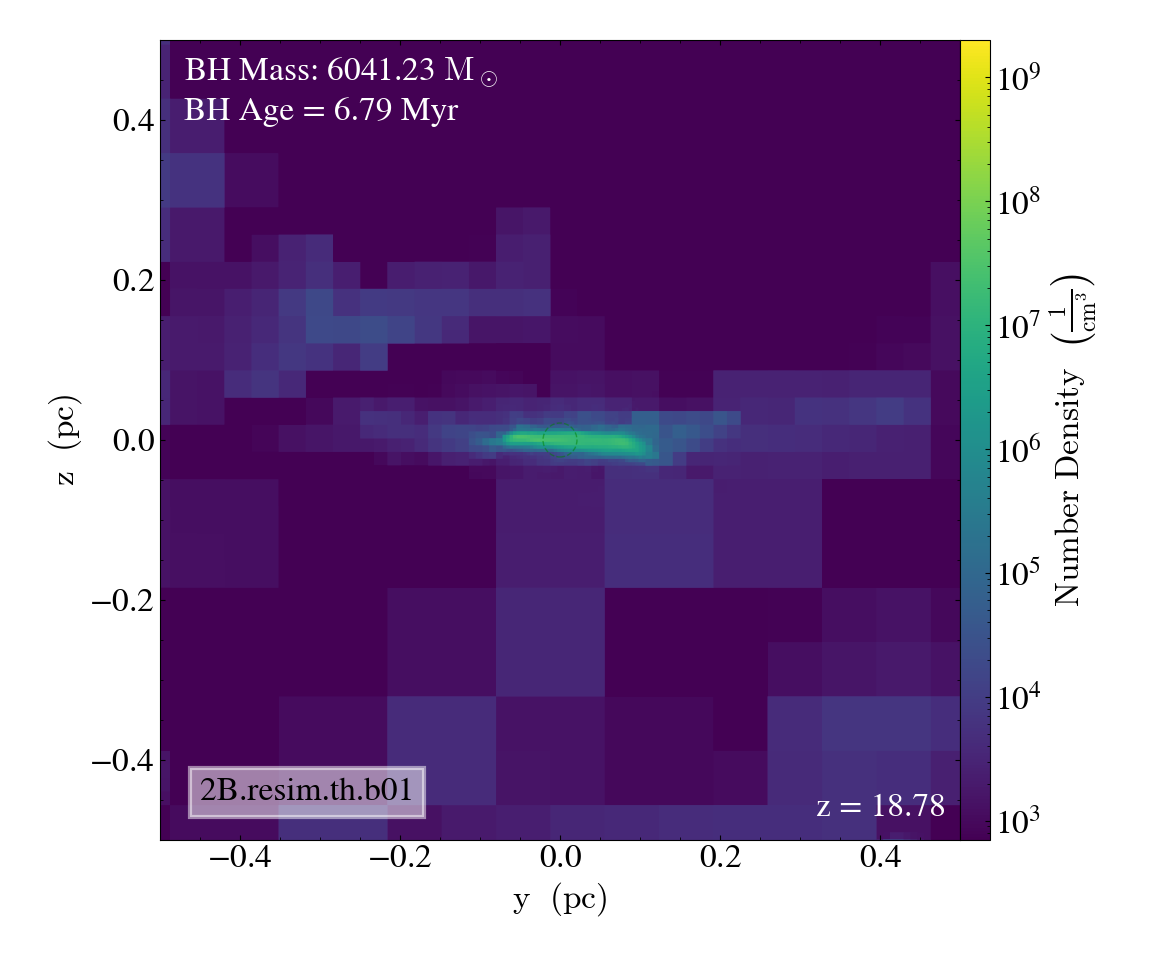 BH Mass: 6041.23 M⊙
BH Age = 6.79 Myr
0.4
0.2
0.0
−0.2
−0.4
z (pc)
2B.resim.th.b01
z = 18.78
−0.4 −0.2 0.0 0.2 0.4
y (pc)
10⁹
10⁸
10⁷
10⁶
10⁵
10⁴
10³
Number Density (1/cm³)